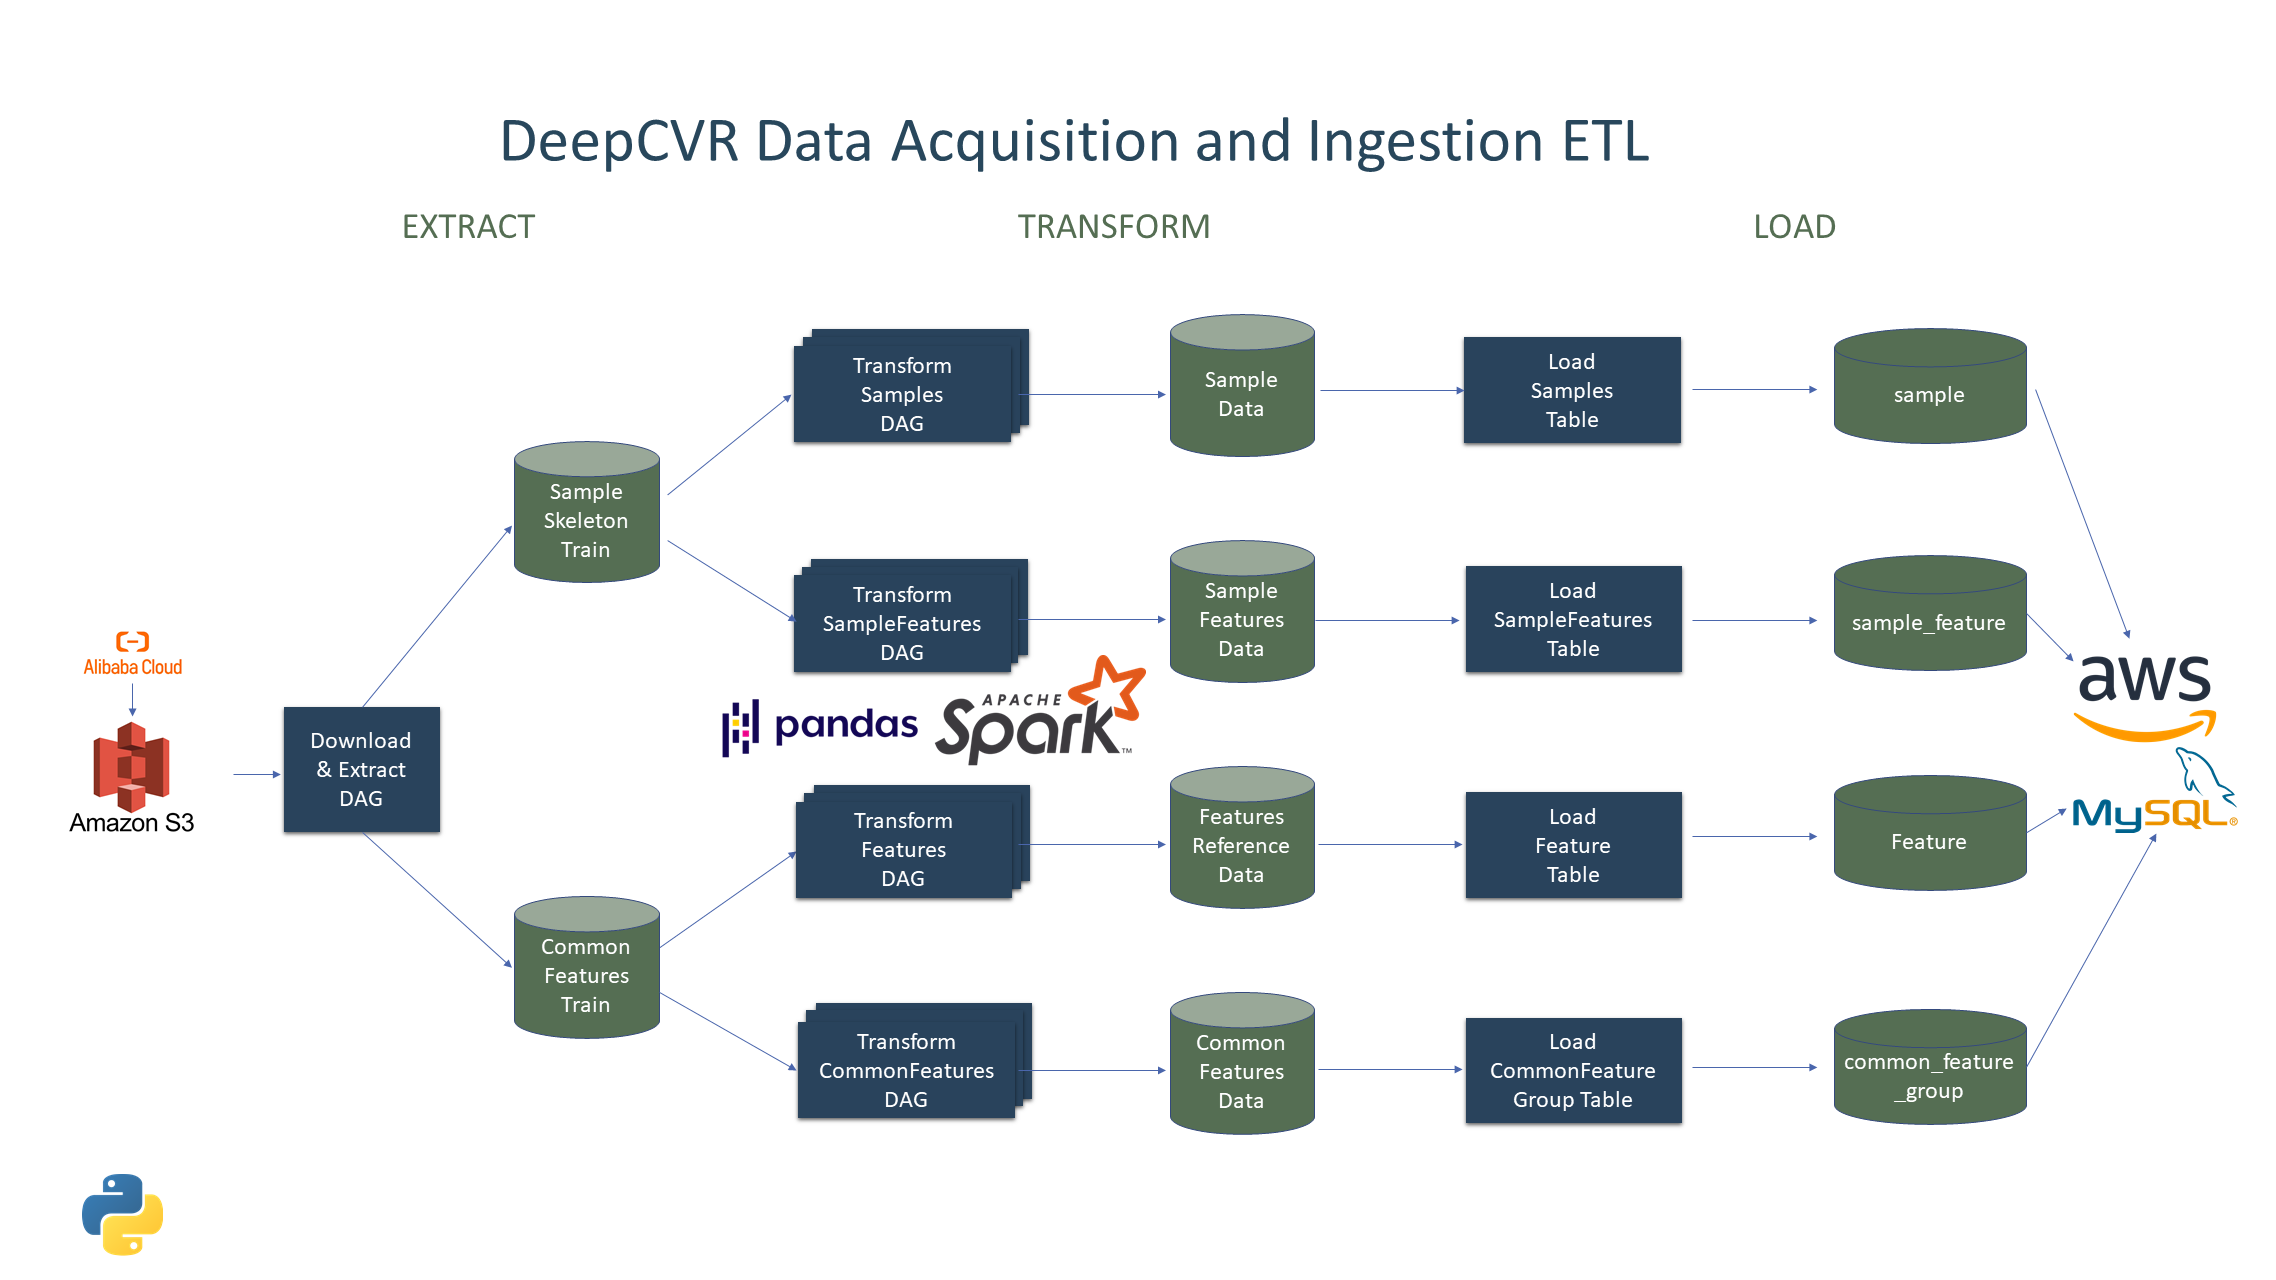 DeepCVR Data Acquisition and Ingestion ETL
EXTRACT
TRANSFORM
LOAD
Alibaba Cloud
Amazon S3
Download
& Extract
DAG
Sample
Skeleton
Train
Common
Features
Train
Transform
Samples
DAG
Transform
SampleFeatures
DAG
pandas
APACHE
Spark™
Transform
Features
DAG
Transform
CommonFeatures
DAG
Sample
Data
Sample
Features
Data
Features
Reference
Data
Common
Features
Data
Load
Samples
Table
Load
SampleFeatures
Table
Load
Feature
Table
Load
CommonFeature
Group Table
sample
sample_feature
Feature
common_feature
_group
aws
MySQL®